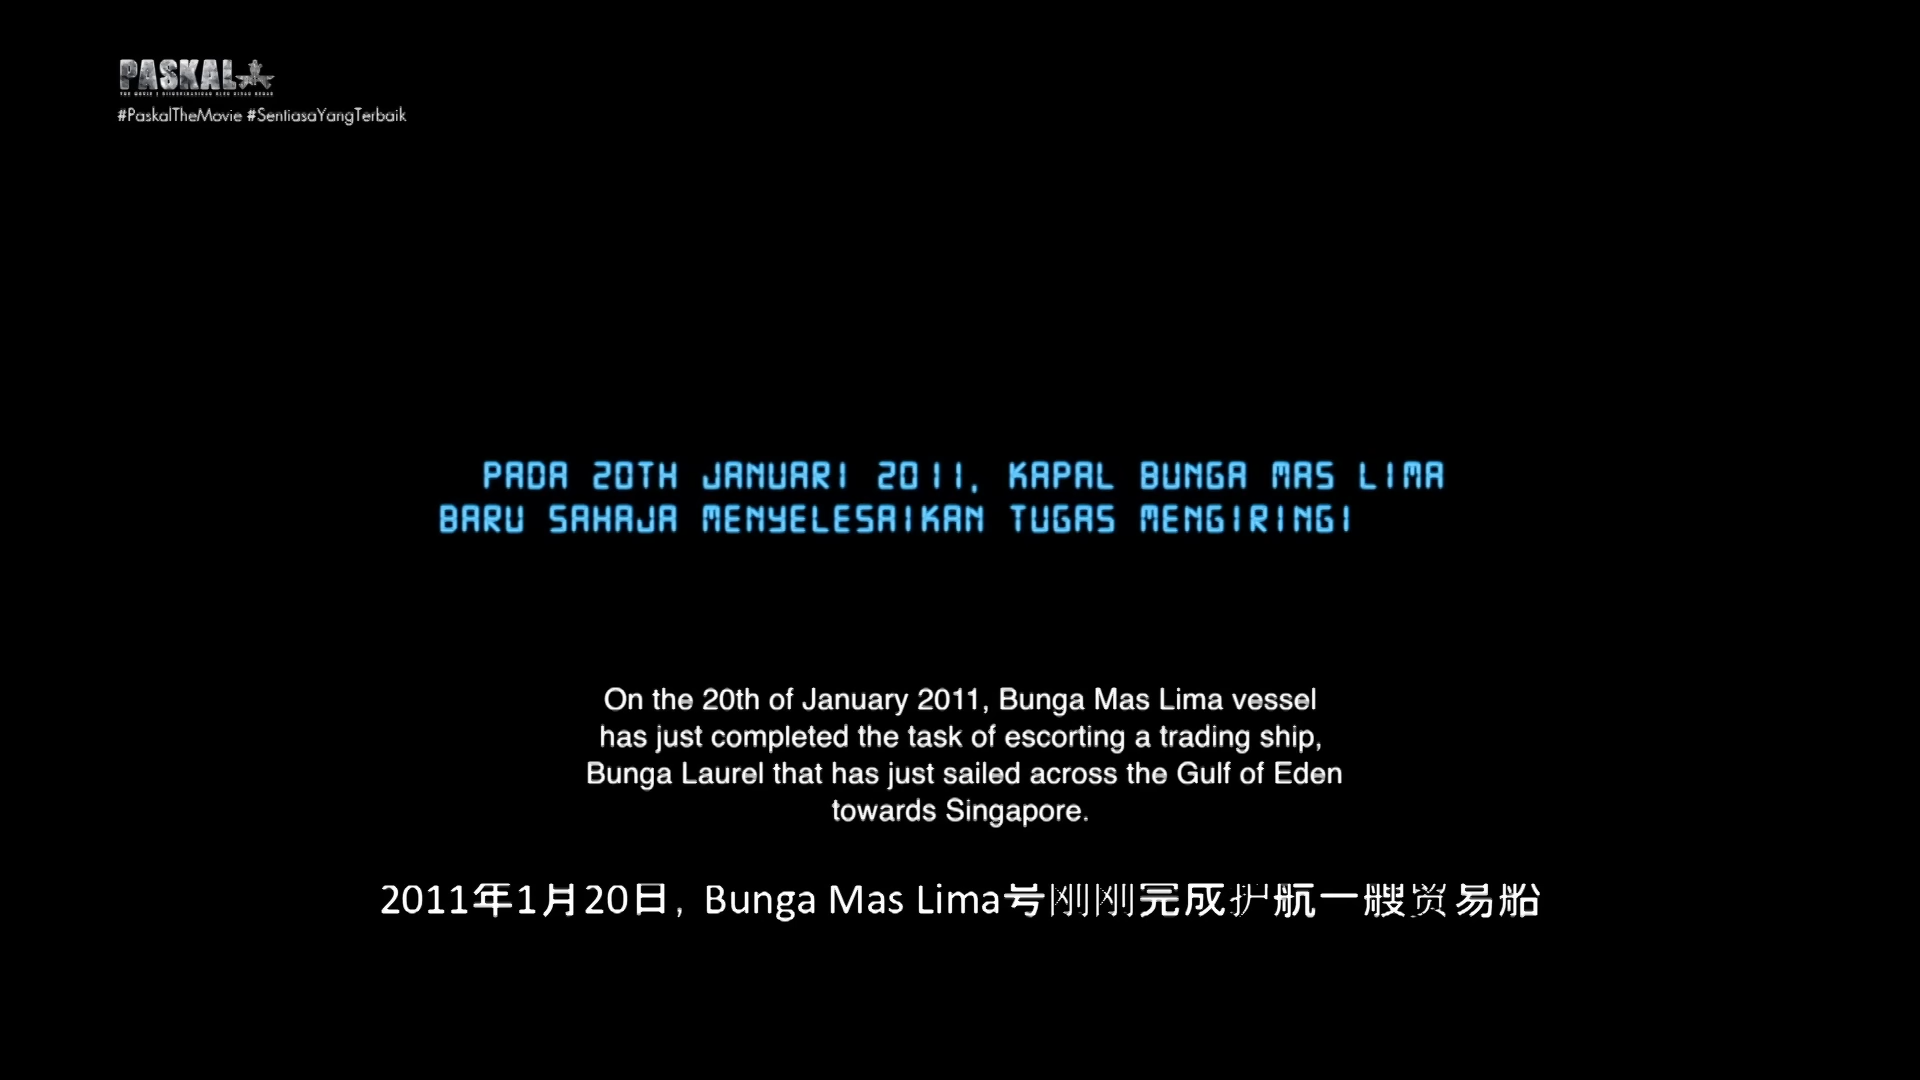 PASKAL
#PaskalTheMovie #SentiasaYangTerbaik
PADA 20TH JANUARI 2011, KAPAL BUNGA MAS LIMA
BARU SAHAJA MENYELESAIKAN TUGAS MENGIRINGI
On the 20th of January 2011, Bunga Mas Lima vessel
has just completed the task of escorting a trading ship,
Bunga Laurel that has just sailed across the Gulf of Eden
towards Singapore.
2011年1月20日, Bunga Mas Lima号刚刚完成护航一艘贸易船